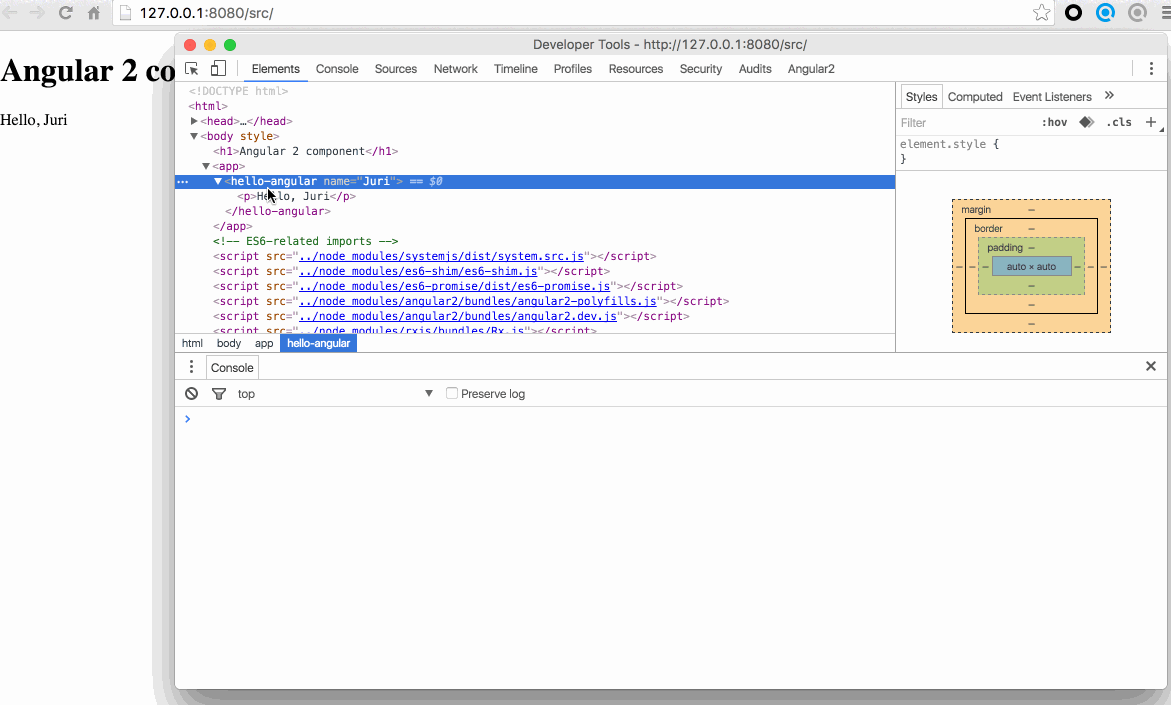 127.0.0.1:8080/src/
Angular 2 co
Hello, Juri
Developer Tools - http://127.0.0.1:8080/src/
Elements Console Sources Network Timeline Profiles Resources Security Audits Angular2
<!DOCTYPE html>
<html>
<head>…</head>
<body style>
<h1>Angular 2 component</h1>
<app>
<hello-angular name="Juri"> == $0
<p>Hello, Juri</p>
</hello-angular>
</app>
<!-- ES6-related imports -->
<script src="../node_modules/systemjs/dist/system.src.js"></script>
<script src="../node_modules/es6-shim/es6-shim.js"></script>
<script src="../node_modules/es6-promise/dist/es6-promise.js"></script>
<script src="../node_modules/angular2/bundles/angular2-polyfills.js"></script>
<script src="../node_modules/angular2/bundles/angular2.dev.js"></script>
<script src="../node_modules/rxjs/bundles/Rx.js"></script>
html body app hello-angular
Styles Computed Event Listeners »
Filter :hov .cls +
element.style {
}
margin –
border –
padding –
– – – auto × auto – – –
–
–
–
Console
top Preserve log
>